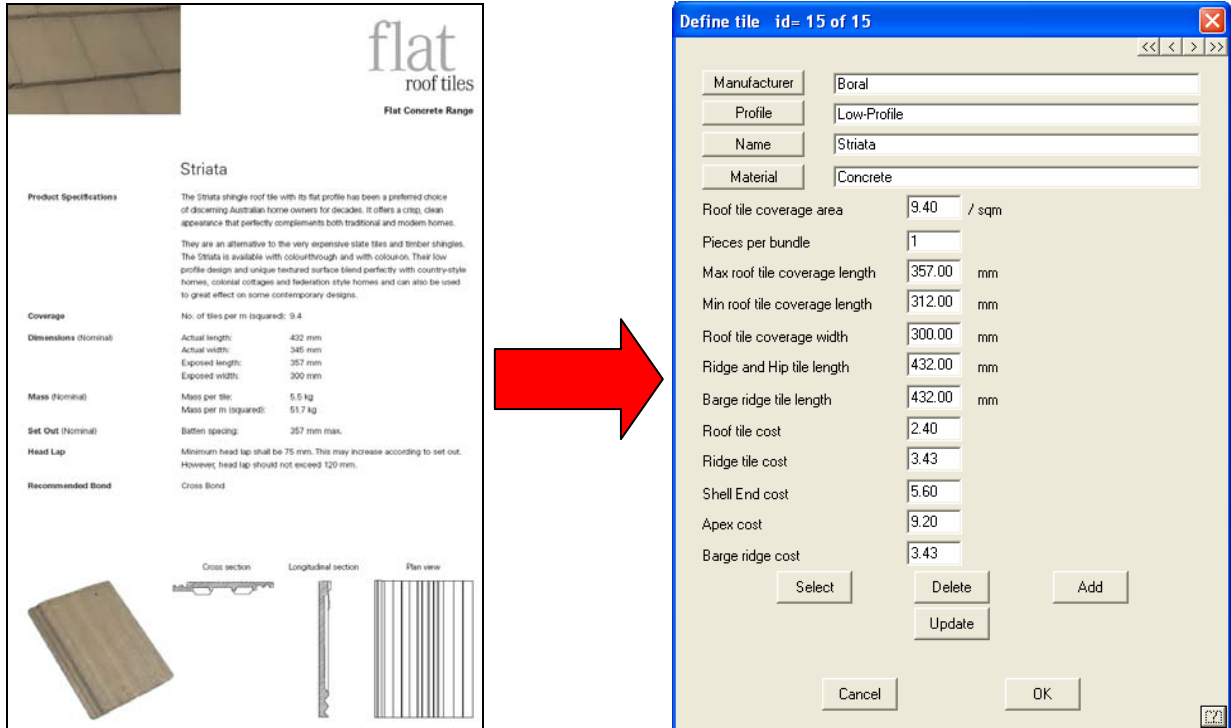 flat
roof tiles
Flat Concrete Range
Striata
Product Specifications
The Striata shingle roof tile with its flat profile has been a preferred choice
of discerning Australian home owners for decades. It offers a crisp, clean
appearance that perfectly complements both traditional and modern homes.
They are an alternative to the very expensive slate tiles and timber shingles.
The Striata is available with colourthrough and with colour-on. Their low
profile design and unique textured surface blend perfectly with country-style
homes, colonial cottages and federation style homes and can also be used
to great effect on some contemporary designs.
Coverage No. of tiles per m (squared): 9.4
Dimensions (Nominal) Actual length: 432 mm
Actual width: 345 mm
Exposed length: 357 mm
Exposed width: 300 mm
Mass (Nominal) Mass per tile: 5.5 kg
Mass per m (squared): 51.7 kg
Set Out (Nominal) Batten spacing: 357 mm max.
Head Lap Minimum head lap shall be 75 mm. This may increase according to set out.
However, head lap should not exceed 120 mm.
Recommended Bond Cross Bond
Cross section Longitudinal section Plan view
Define tile id= 15 of 15
<< < > >>
Manufacturer Boral
Profile Low-Profile
Name Striata
Material Concrete
Roof tile coverage area 9.40 / sqm
Pieces per bundle 1
Max roof tile coverage length 357.00 mm
Min roof tile coverage length 312.00 mm
Roof tile coverage width 300.00 mm
Ridge and Hip tile length 432.00 mm
Barge ridge tile length 432.00 mm
Roof tile cost 2.40
Ridge tile cost 3.43
Shell End cost 5.60
Apex cost 9.20
Barge ridge cost 3.43
Select Delete Add
Update
Cancel OK